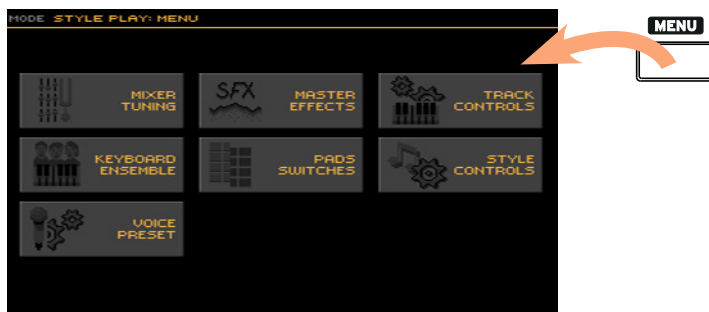 MODE STYLE PLAY: MENU
MENU
MIXER
TUNING
SFX
MASTER
EFFECTS
TRACK
CONTROLS
KEYBOARD
ENSEMBLE
PADS
SWITCHES
STYLE
CONTROLS
VOICE
PRESET